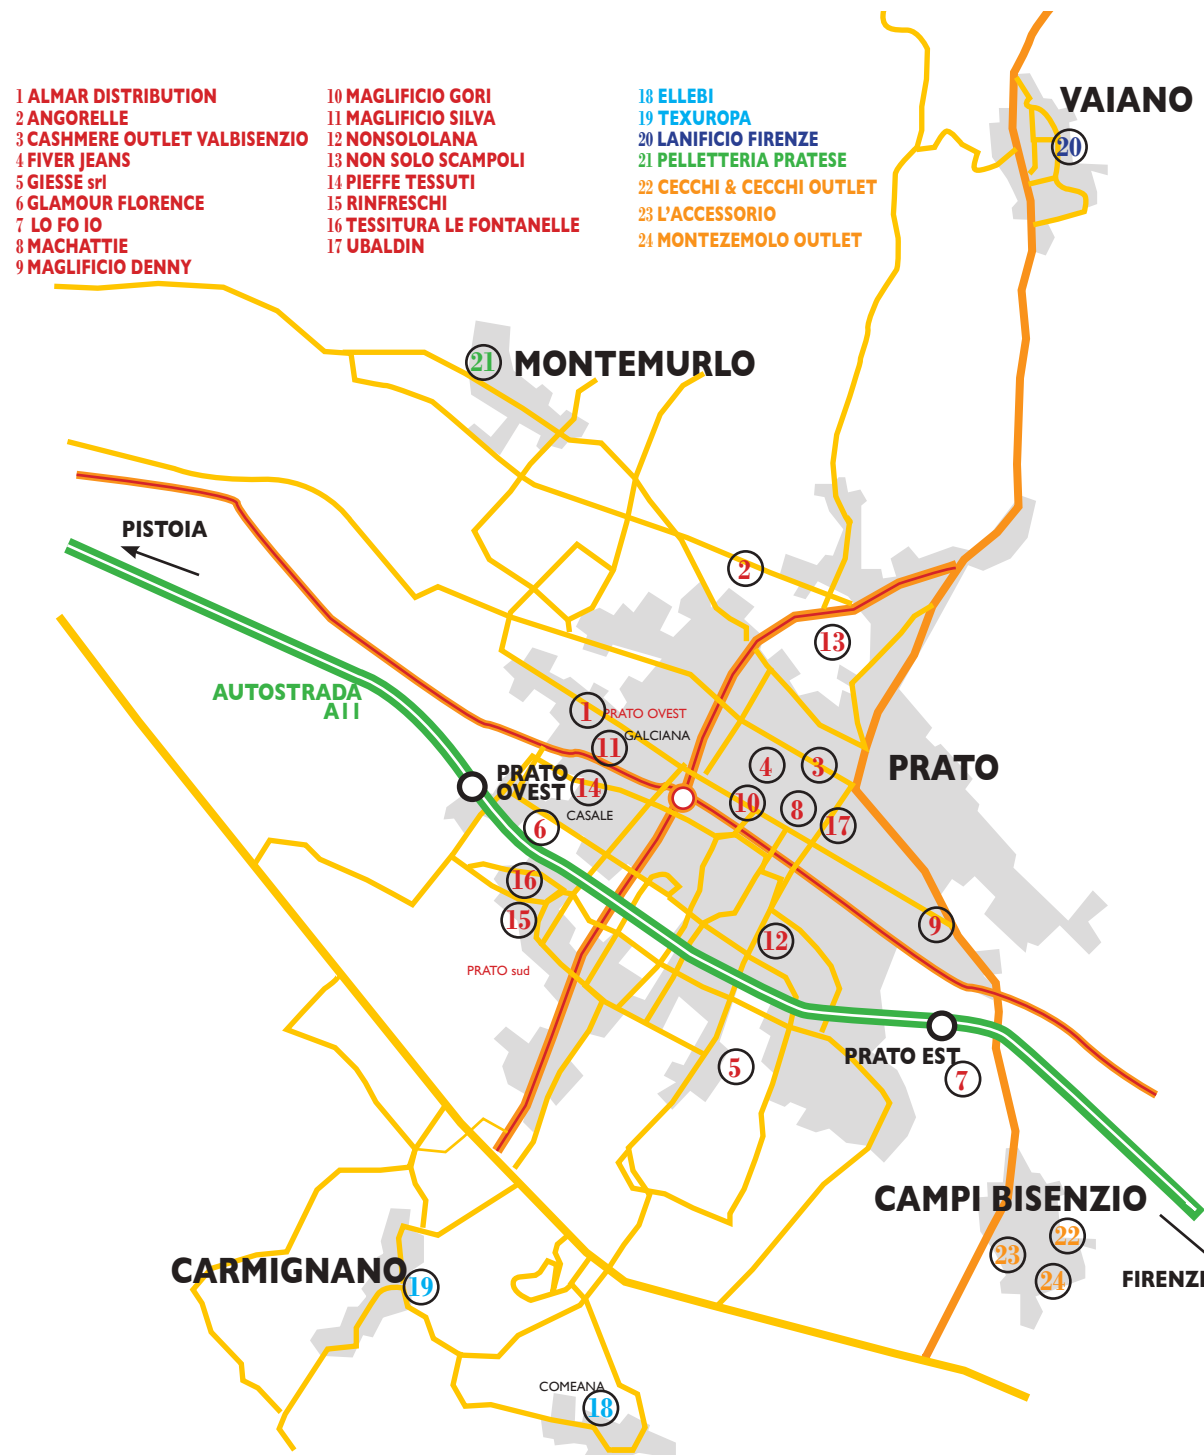 1 ALMAR DISTRIBUTION
2 ANGORELLE
3 CASHMERE OUTLET VALBISENZIO
4 FIVER JEANS
5 GIESSE srl
6 GLAMOUR FLORENCE
7 LO FO IO
8 MACHATTIE
9 MAGLIFICIO DENNY
10 MAGLIFICIO GORI
11 MAGLIFICIO SILVA
12 NONSOLOLANA
13 NON SOLO SCAMPOLI
14 PIEFFE TESSUTI
15 RINFRESCHI
16 TESSITURA LE FONTANELLE
17 UBALDIN
18 ELLEBI
19 TEXUROPA
20 LANIFICIO FIRENZE
21 PELLETTERIA PRATESE
22 CECCHI & CECCHI OUTLET
23 L'ACCESSORIO
24 MONTEZEMOLO OUTLET
VAIANO
20
21
MONTEMURLO
PISTOIA
2
13
AUTOSTRADA
A11
1
PRATO OVEST
11
GALCIANA
4
3
PRATO
PRATO
OVEST
14
CASALE
10
8
17
6
16
15
9
12
PRATO sud
PRATO EST
5
7
CAMPI BISENZIO
22
23
24
FIRENZE
CARMIGNANO
19
COMEANA
18